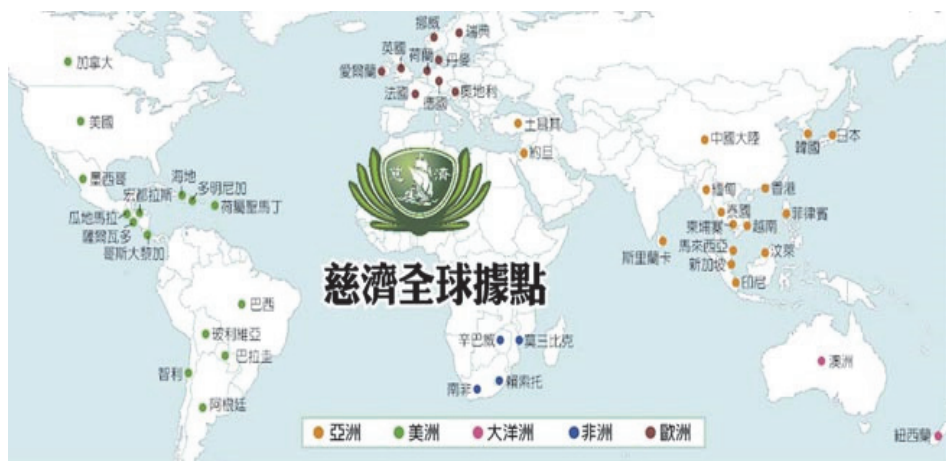 挪威
瑞典
英國
荷蘭
丹麥
愛爾蘭
法國
德國
奧地利
加拿大
美國
墨西哥
宏都拉斯
海地
多明尼加
荷屬聖馬丁
瓜地馬拉
薩爾瓦多
哥斯大黎加
土耳其
約旦
中國大陸
韓國
日本
緬甸
香港
泰國
菲律賓
柬埔寨
越南
斯里蘭卡
馬來西亞
汶萊
新加坡
印尼
慈濟
慈濟全球據點
巴西
玻利維亞
巴拉圭
智利
阿根廷
辛巴威
莫三比克
南非
賴索托
澳洲
紐西蘭
亞洲
美洲
大洋洲
非洲
歐洲